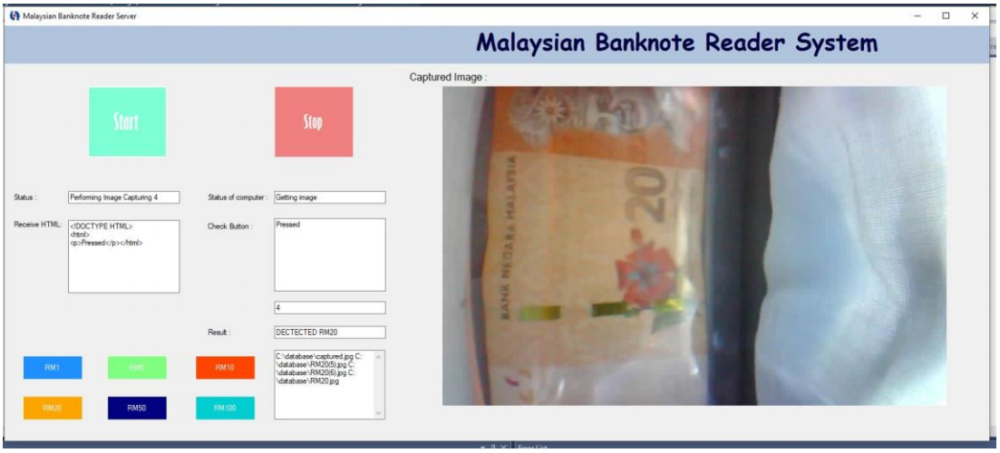 Malaysian Banknote Reader Server
Malaysian Banknote Reader System
Captured Image :
Start
Stop
Status :
Performing Image Capturing 4
Status of computer :
Getting image
Receive HTML:
<!DOCTYPE HTML>
<html>
<p>Pressed</p></html>
Check Button :
Pressed
4
Result :
DECTECTED RM20
C:\database\captured.jpg C:
\database\RM20(5).jpg C:
\database\RM20(6).jpg C:
\database\RM20.jpg
RM1
RM5
RM10
RM20
RM50
RM100
BANK NEGARA MALAYSIA
20
Error List